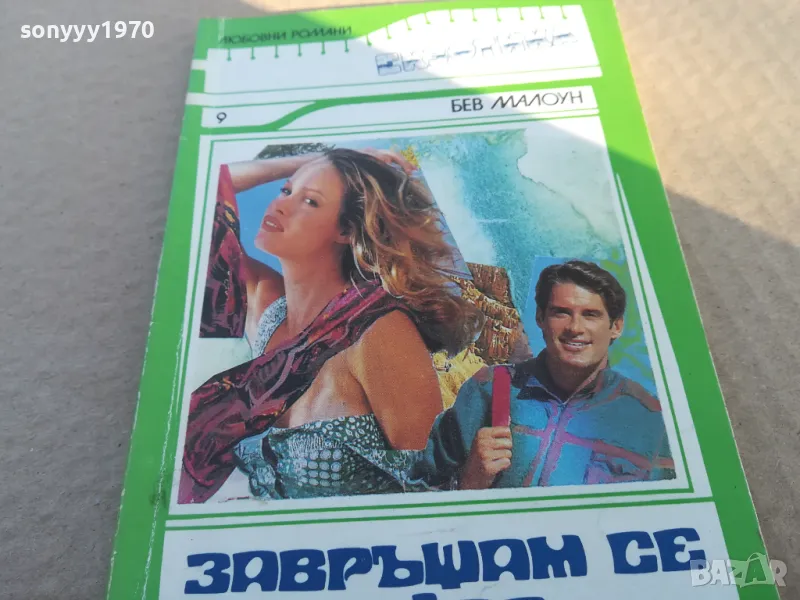 sonyyy1970
ЛЮБОВНИ РОМАНИ
9
БЕВ МАЛОУН
ЗАВРЪЩАМ СЕ
BAZAR